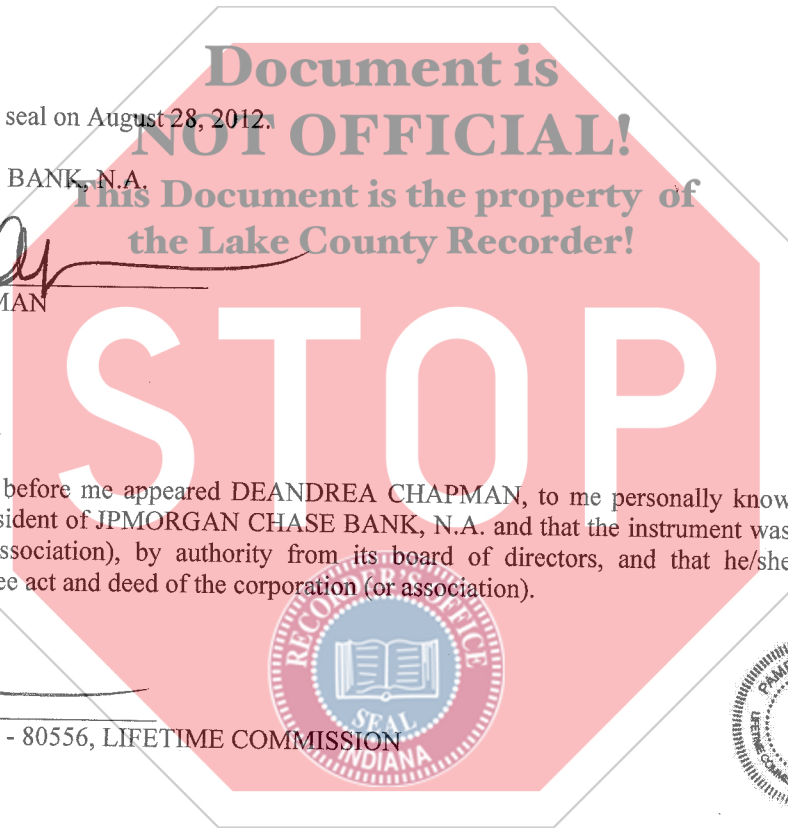 Document is
seal on August 28, 2012.
NOT OFFICIAL!
BANK, N.A.
This Document is the property of
the Lake County Recorder!
MAN
STOP
before me appeared DEANDREA CHAPMAN, to me personally know
sident of JPMORGAN CHASE BANK, N.A. and that the instrument was
ssociation), by authority from its board of directors, and that he/she
ee act and deed of the corporation (or association).
RECORDER'S OFFICE
SEAL
INDIANA
- 80556, LIFETIME COMMISSION